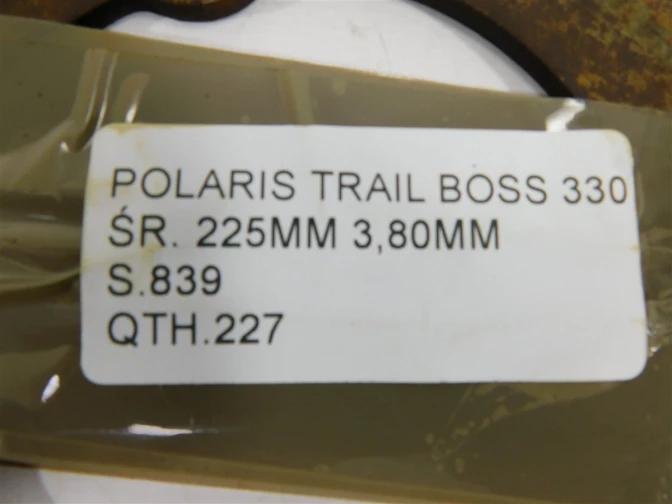 POLARIS TRAIL BOSS 330
ŚR. 225MM 3,80MM
S.839
QTH.227